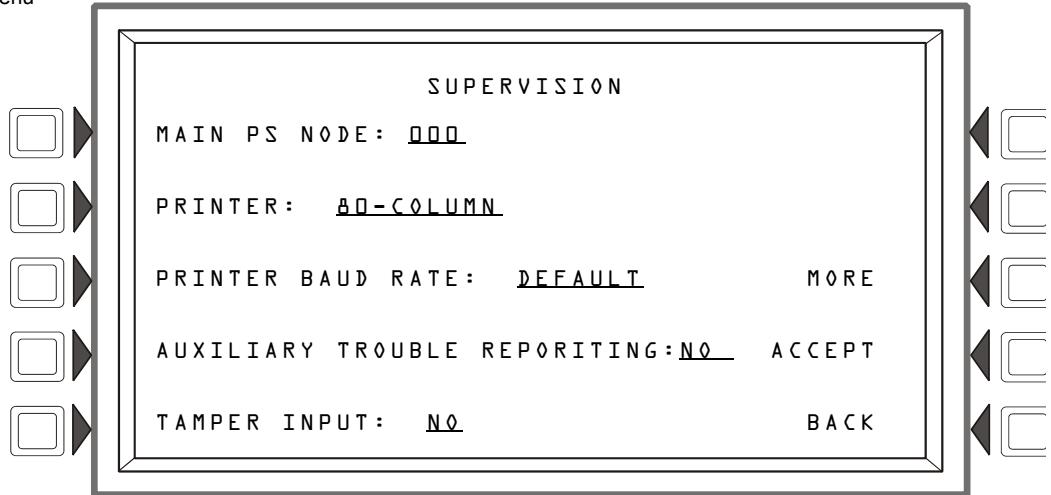 enu
SUPERVISION
MAIN PS NODE: 000
PRINTER: 80-COLUMN
PRINTER BAUD RATE: DEFAULT MORE
AUXILIARY TROUBLE REPORITING:NO ACCEPT
TAMPER INPUT: NO BACK